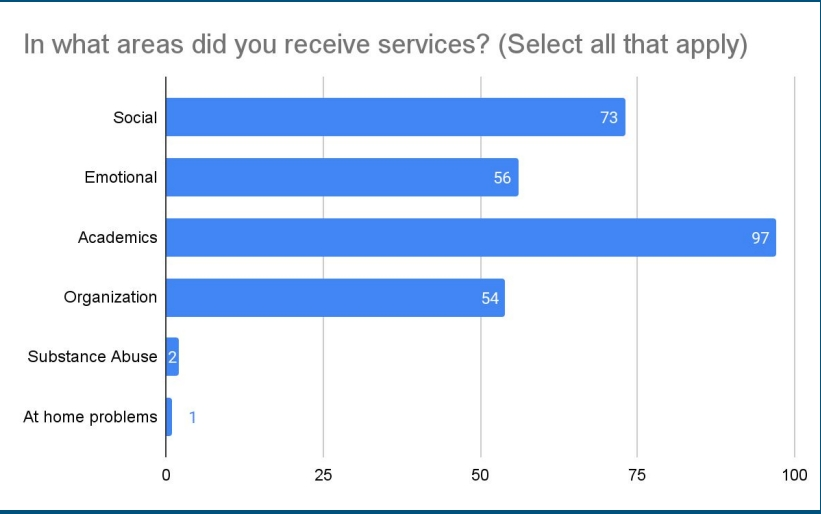 In what areas did you receive services? (Select all that apply)
Social 73
Emotional 56
Academics 97
Organization 54
Substance Abuse 2
At home problems 1
0 25 50 75 100